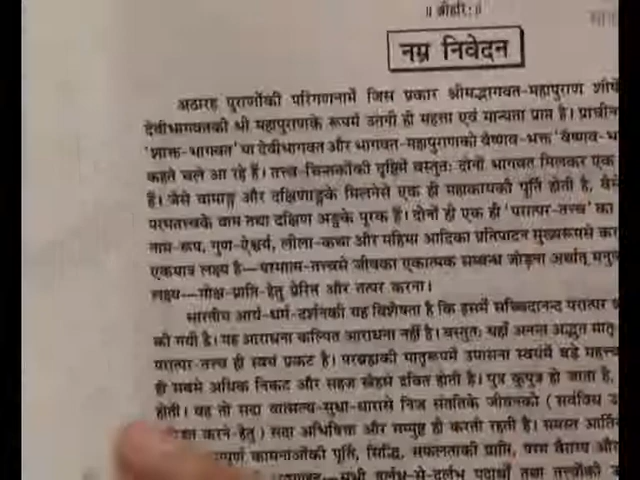 ॥ श्रीहरिः ॥
नम्र निवेदन
अठारह पुराणोंकी परिगणनामें जिस प्रकार श्रीमद्भागवत-महापुराण
देवीभागवतकी भी महापुराणके रूपमें उतनी ही महत्ता एवं मान्यता प्राप्त है। प्राचीन
'शाक्त-भागवत' या देवीभागवत और भागवत-महापुराणको वैष्णव-भक्त 'वैष्णव
कहते चले आ रहे हैं। तत्त्व-चिन्तकोंकी दृष्टिमें वस्तुतः दोनों भागवत मिलकर एक
हैं। जैसे वामाङ्ग और दक्षिणाङ्गके मिलनेसे एक ही महाकायकी पूर्ति होती है,
परमतत्त्वके वाम तथा दक्षिण अङ्गके पूरक हैं। दोनों ही एक ही 'परात्पर-तत्त्व' का
नाम-रूप, गुण-ऐश्वर्य, लीला-कथा और महिमा आदिका प्रतिपादन मुख्यरूपसे
एकमात्र लक्ष्य है—परमात्म-तत्त्वसे जीवका एकात्मक सम्बन्ध जोड़ना अर्थात्
लक्ष्य—मोक्ष-प्राप्ति-हेतु प्रेरित और तत्पर करना।
भारतीय आर्य-धर्म-दर्शनकी यह विशेषता है कि इसमें सच्चिदानन्द परात्पर
की गयी है। यह आराधना कल्पित आराधना नहीं है। वस्तुतः यहाँ अनन्त अद्भुत मातृ
परात्पर-तत्त्व ही स्वयं प्रकट है। परब्रह्मकी मातृरूपमें उपासना स्वयंमें बड़े
ही सबसे अधिक निकट और सहज स्नेहसे द्रवित होती है। पुत्र कुपुत्र हो जाता है,
होती। वह तो सदा वात्सल्य-सुधा-धारासे निज संततिके जीवनको (सर्वविध
करने-हेतु) सदा अभिषिक्त और सम्पुष्ट ही करती रहती है। समस्त
कामनाओंकी पूर्ति, सिद्धि, सफलताकी प्राप्ति, परम वैराग्य और
दुर्लभ-से-दुर्लभ पदार्थों तथा तत्त्वोंकी